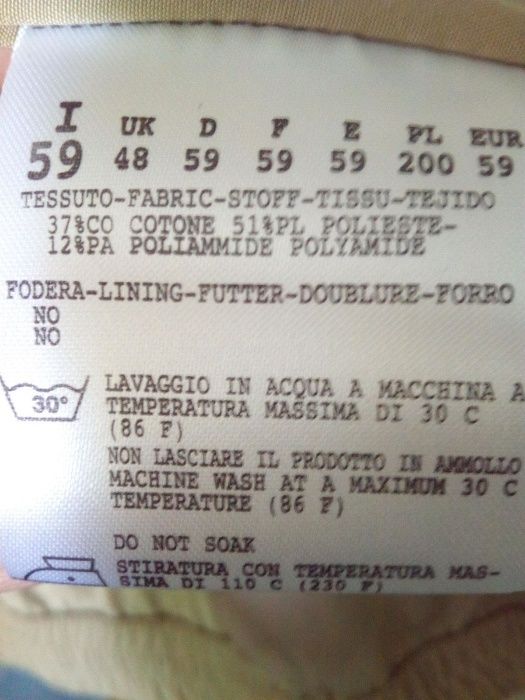 I UK D F E PL EUR
59 48 59 59 59 200 59
TESSUTO-FABRIC-STOFF-TISSU-TEJIDO
37%CO COTONE 51%PL POLIESTE-
12%PA POLIAMMIDE POLYAMIDE
FODERA-LINING-FUTTER-DOUBLURE-FORRO
NO
NO
30°
LAVAGGIO IN ACQUA A MACCHINA A
TEMPERATURA MASSIMA DI 30 C
(86 F)
NON LASCIARE IL PRODOTTO IN AMMOLLO
MACHINE WASH AT A MAXIMUM 30 C
TEMPERATURE (86 F)
DO NOT SOAK
STIRATURA CON TEMPERATURA MAS-
SIMA DI 110 C (230 F)